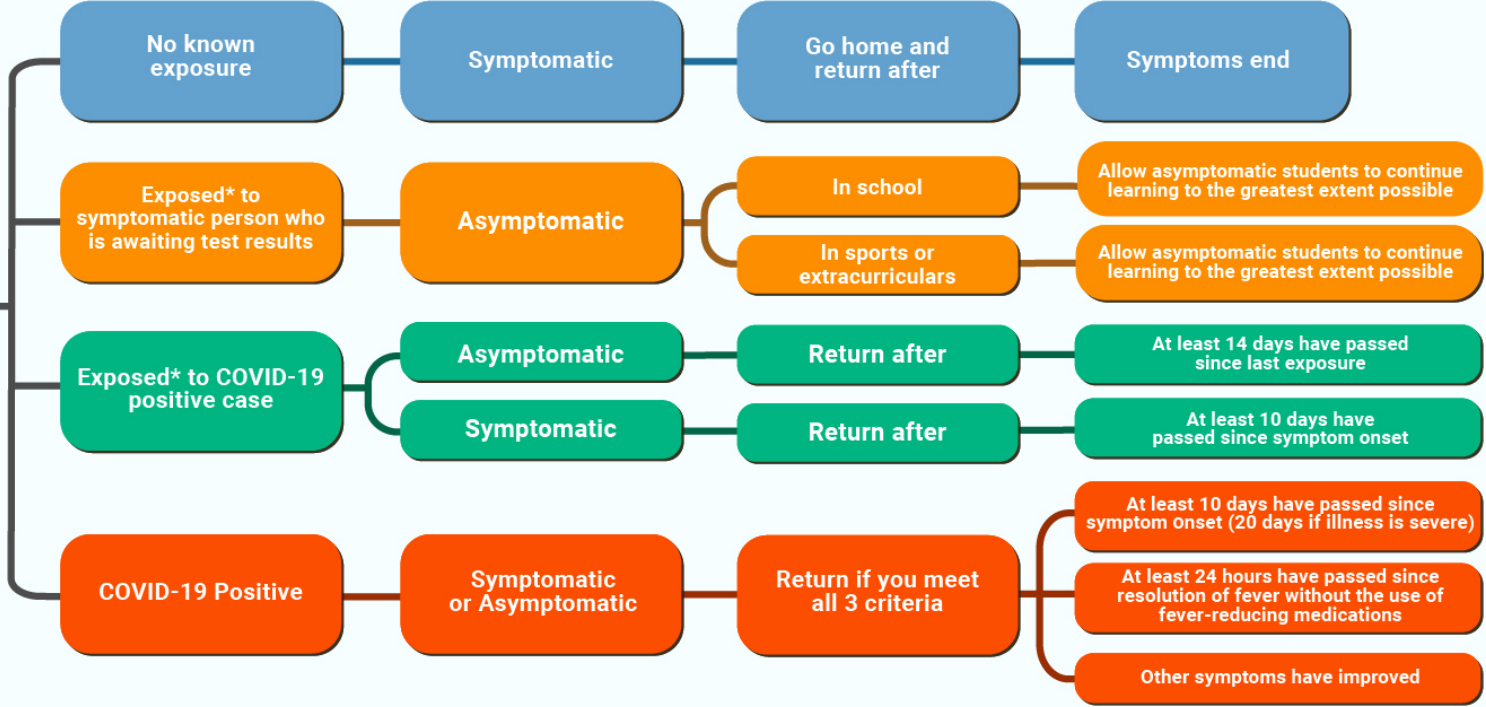 No known
exposure
Symptomatic
Go home and
return after
Symptoms end
Exposed* to
symptomatic person who
is awaiting test results
Asymptomatic
In school
Allow asymptomatic students to continue
learning to the greatest extent possible
In sports or
extracurriculars
Allow asymptomatic students to continue
learning to the greatest extent possible
Exposed* to COVID-19
positive case
Asymptomatic
Return after
At least 14 days have passed
since last exposure
Symptomatic
Return after
At least 10 days have
passed since symptom onset
COVID-19 Positive
Symptomatic
or Asymptomatic
Return if you meet
all 3 criteria
At least 10 days have passed since
symptom onset (20 days if illness is severe)
At least 24 hours have passed since
resolution of fever without the use of
fever-reducing medications
Other symptoms have improved